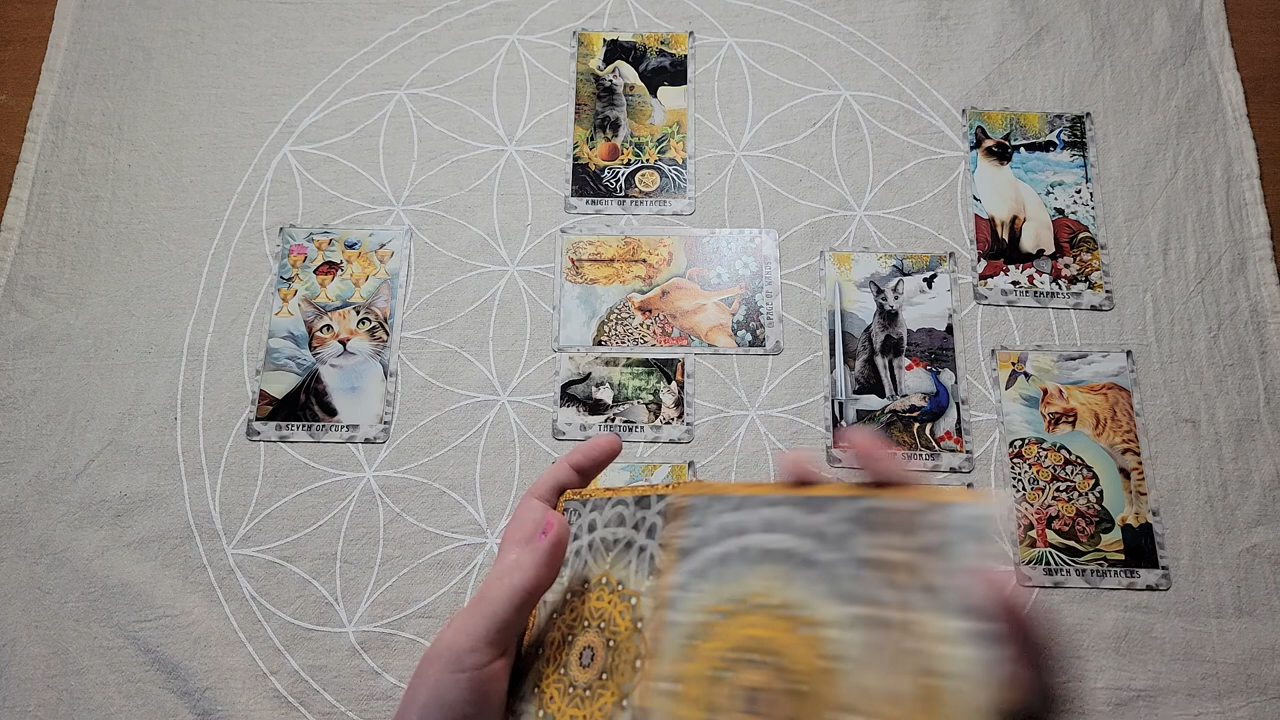 KNIGHT OF PENTACLES
THE EMPRESS
PAGE OF WANDS
SEVEN OF CUPS
THE TOWER
SWORDS
SEVEN OF PENTACLES